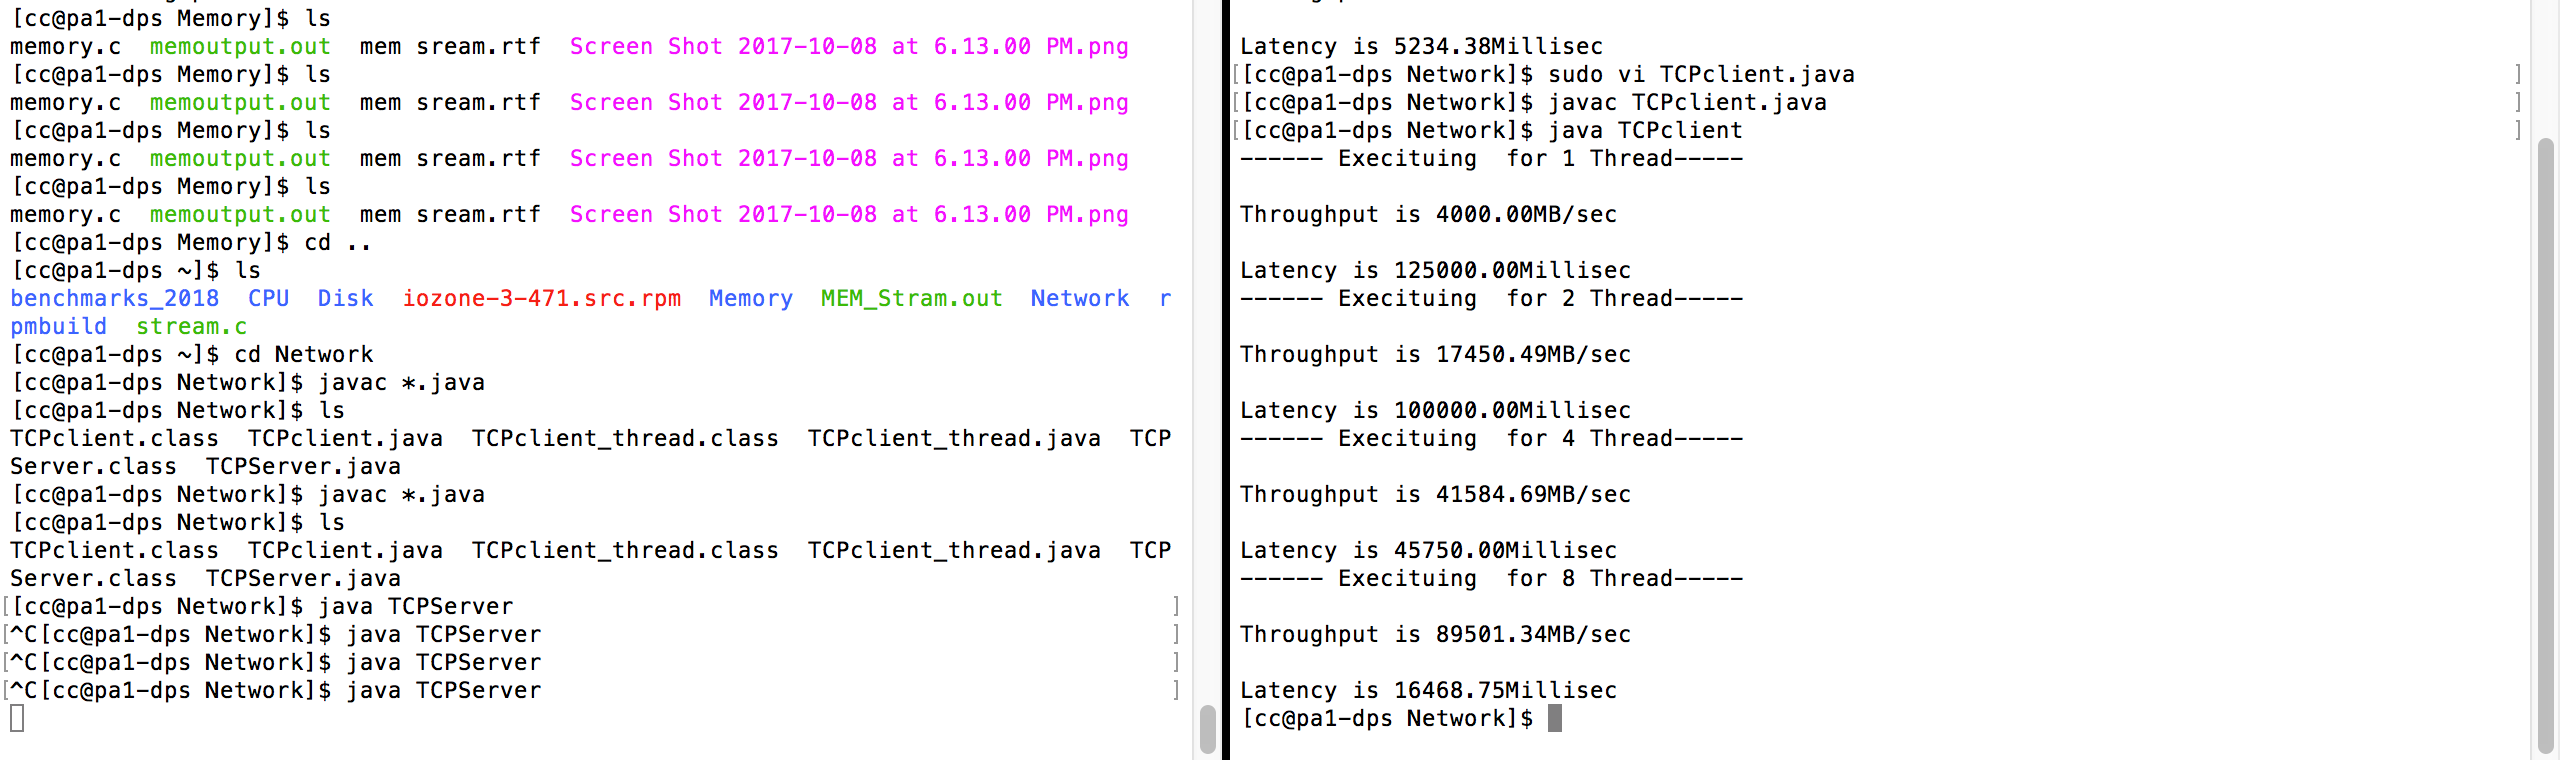 [cc@pa1-dps Memory]$ ls
memory.c  memoutput.out  mem sream.rtf  Screen Shot 2017-10-08 at 6.13.00 PM.png
[cc@pa1-dps Memory]$ ls
memory.c  memoutput.out  mem sream.rtf  Screen Shot 2017-10-08 at 6.13.00 PM.png
[cc@pa1-dps Memory]$ ls
memory.c  memoutput.out  mem sream.rtf  Screen Shot 2017-10-08 at 6.13.00 PM.png
[cc@pa1-dps Memory]$ ls
memory.c  memoutput.out  mem sream.rtf  Screen Shot 2017-10-08 at 6.13.00 PM.png
[cc@pa1-dps Memory]$ cd ..
[cc@pa1-dps ~]$ ls
benchmarks_2018  CPU  Disk  iozone-3-471.src.rpm  Memory  MEM_Stram.out  Network  r
pmbuild  stream.c
[cc@pa1-dps ~]$ cd Network
[cc@pa1-dps Network]$ javac *.java
[cc@pa1-dps Network]$ ls
TCPclient.class  TCPclient.java  TCPclient_thread.class  TCPclient_thread.java  TCP
Server.class  TCPServer.java
[cc@pa1-dps Network]$ javac *.java
[cc@pa1-dps Network]$ ls
TCPclient.class  TCPclient.java  TCPclient_thread.class  TCPclient_thread.java  TCP
Server.class  TCPServer.java
[[cc@pa1-dps Network]$ java TCPServer ]
[^C[cc@pa1-dps Network]$ java TCPServer ]
[^C[cc@pa1-dps Network]$ java TCPServer ]
[^C[cc@pa1-dps Network]$ java TCPServer ]
Latency is 5234.38Millisec
[[cc@pa1-dps Network]$ sudo vi TCPclient.java ]
[[cc@pa1-dps Network]$ javac TCPclient.java ]
[[cc@pa1-dps Network]$ java TCPclient ]
------ Execituing  for 1 Thread-----
Throughput is 4000.00MB/sec
Latency is 125000.00Millisec
------ Execituing  for 2 Thread-----
Throughput is 17450.49MB/sec
Latency is 100000.00Millisec
------ Execituing  for 4 Thread-----
Throughput is 41584.69MB/sec
Latency is 45750.00Millisec
------ Execituing  for 8 Thread-----
Throughput is 89501.34MB/sec
Latency is 16468.75Millisec
[cc@pa1-dps Network]$